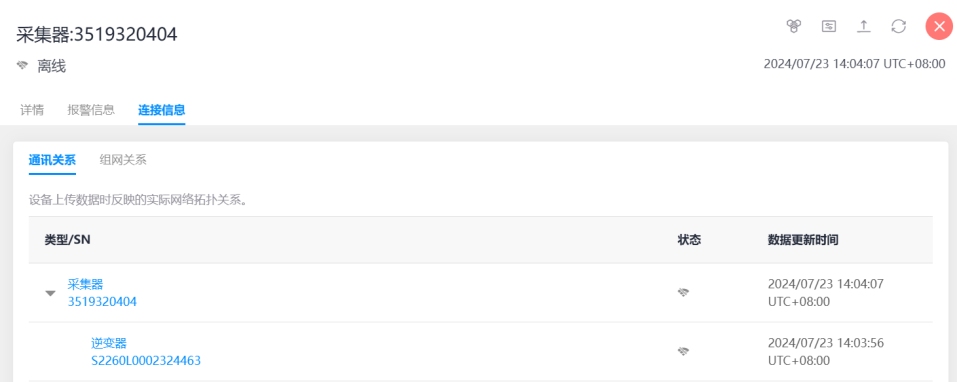 采集器:3519320404
离线
2024/07/23 14:04:07 UTC+08:00
详情 报警信息 连接信息
通讯关系 组网关系
设备上传数据时反映的实际网络拓扑关系。
类型/SN 状态 数据更新时间
采集器
3519320404
2024/07/23 14:04:07
UTC+08:00
逆变器
S2260L0002324463
2024/07/23 14:03:56
UTC+08:00